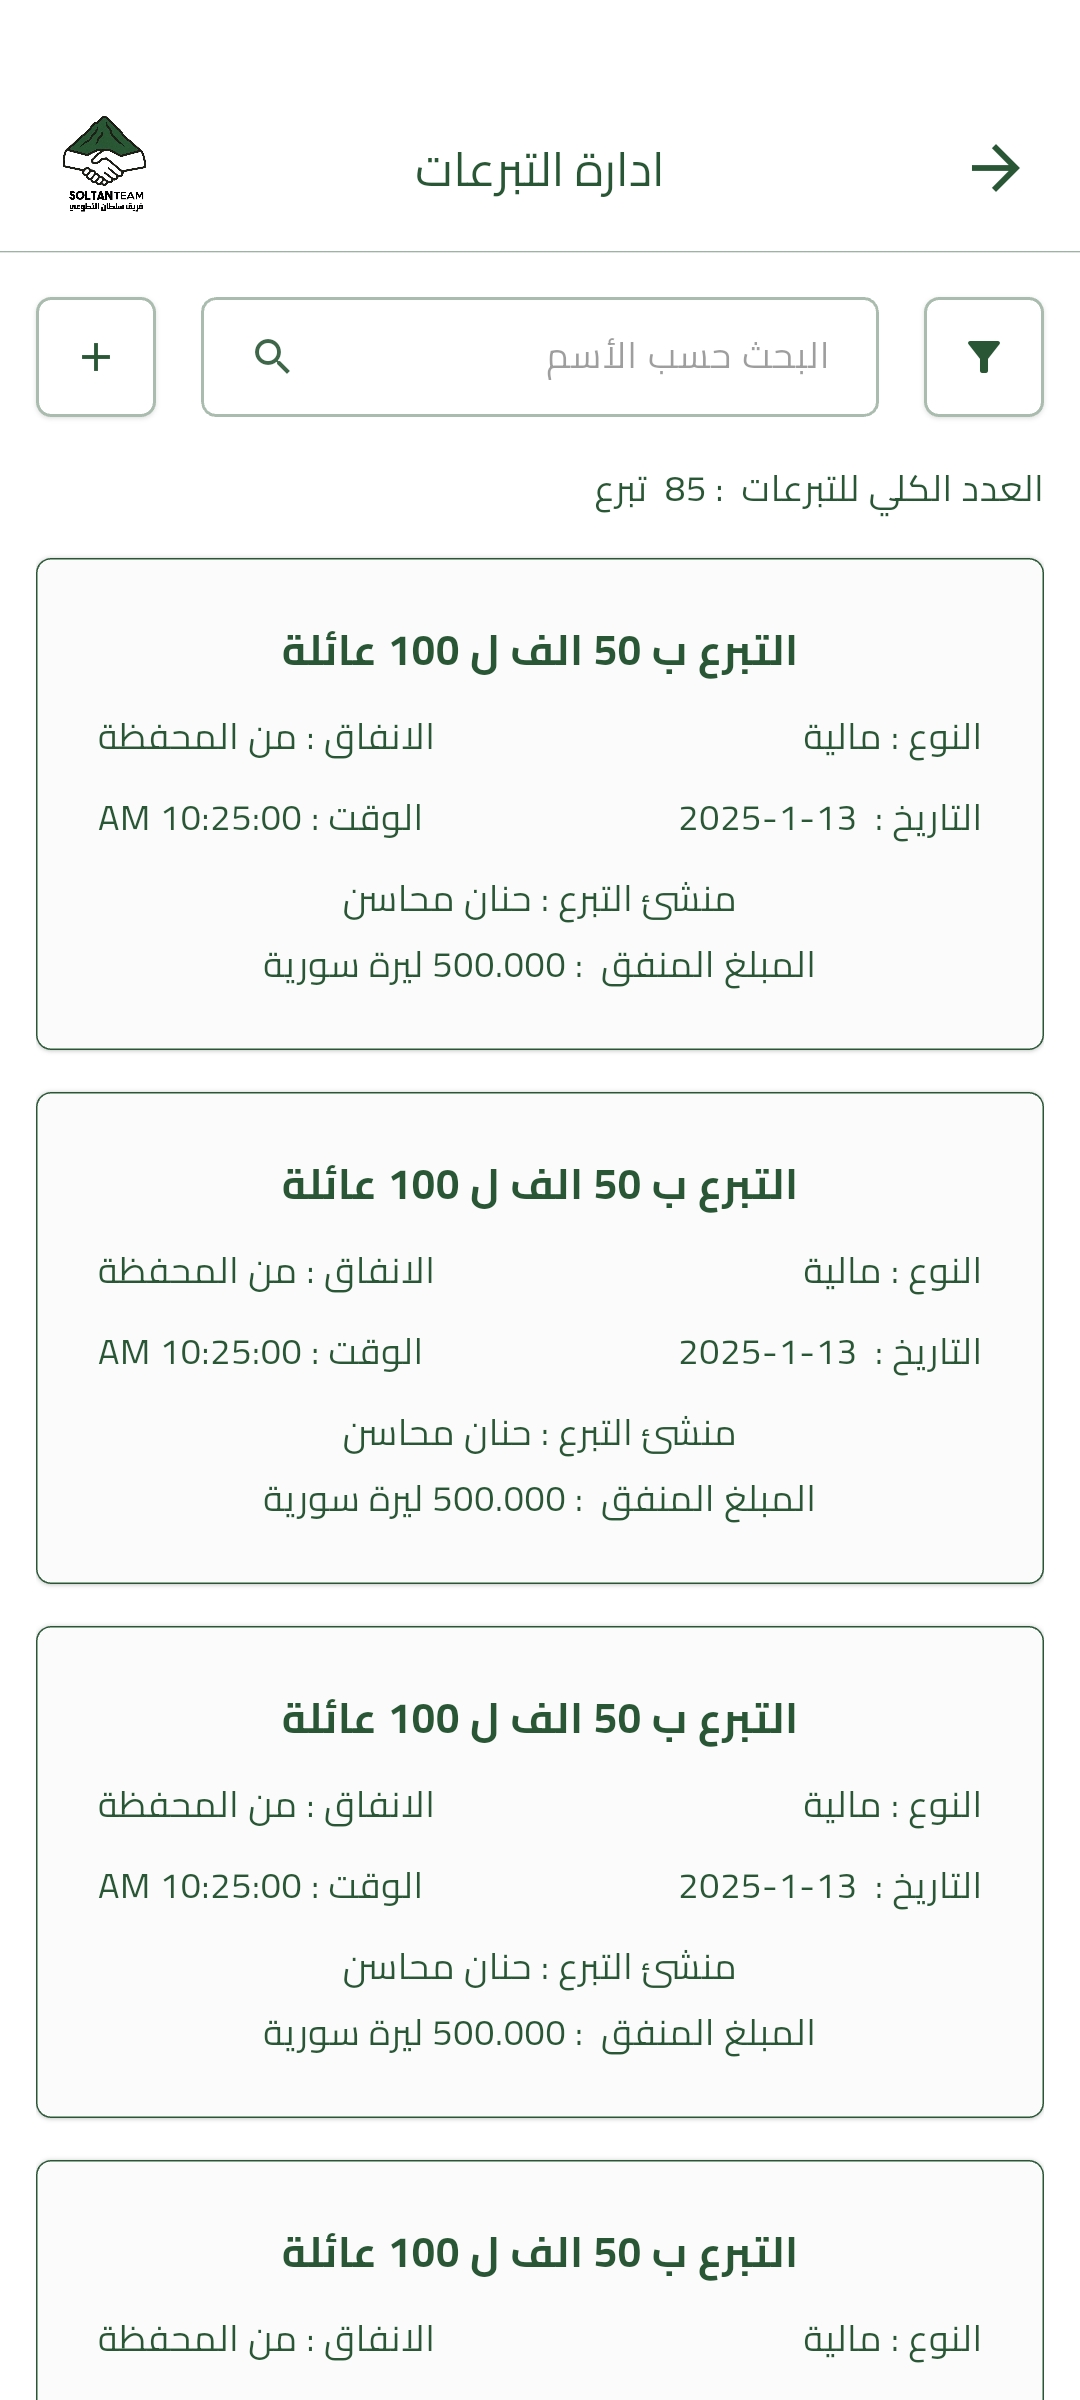 ادارة التبرعات
SOLTANTEAM
فريق سلطان التطوعي
البحث حسب الأسم
العدد الكلي للتبرعات : 85 تبرع
التبرع ب 50 الف ل 100 عائلة
النوع : مالية
الانفاق : من المحفظة
التاريخ : 13-1-2025
الوقت : 10:25:00 AM
منشئ التبرع : حنان محاسن
المبلغ المنفق : 500.000 ليرة سورية
التبرع ب 50 الف ل 100 عائلة
النوع : مالية
الانفاق : من المحفظة
التاريخ : 13-1-2025
الوقت : 10:25:00 AM
منشئ التبرع : حنان محاسن
المبلغ المنفق : 500.000 ليرة سورية
التبرع ب 50 الف ل 100 عائلة
النوع : مالية
الانفاق : من المحفظة
التاريخ : 13-1-2025
الوقت : 10:25:00 AM
منشئ التبرع : حنان محاسن
المبلغ المنفق : 500.000 ليرة سورية
التبرع ب 50 الف ل 100 عائلة
النوع : مالية
الانفاق : من المحفظة